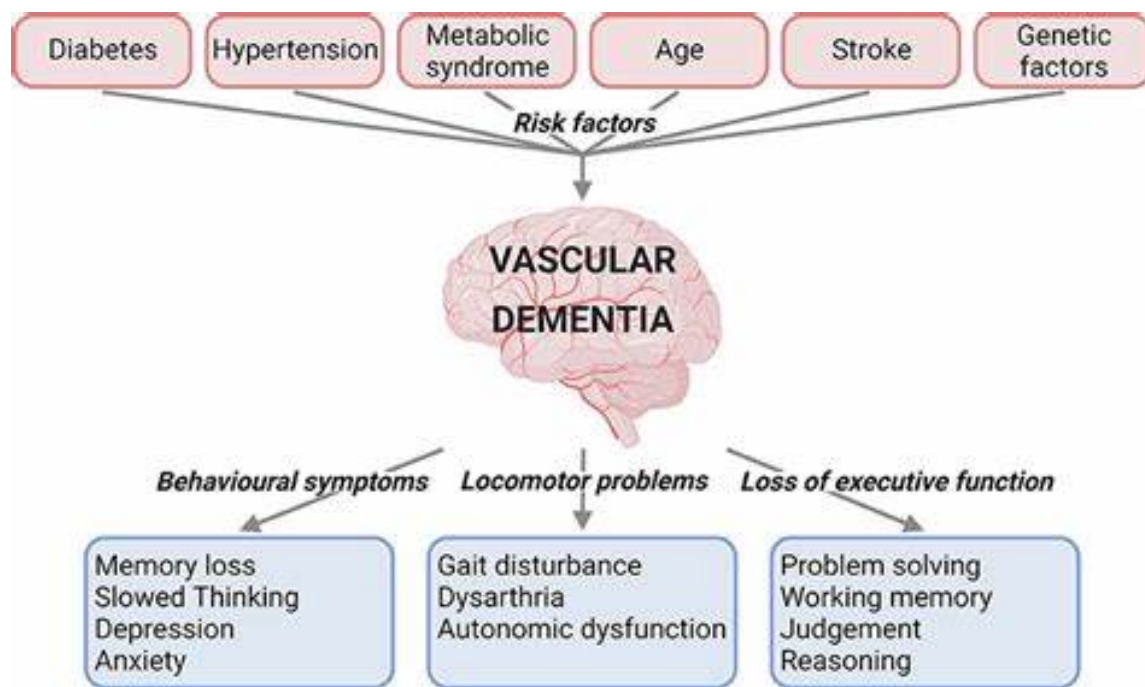 Diabetes
Hypertension
Metabolic
syndrome
Age
Stroke
Genetic
factors
Risk factors
VASCULAR
DEMENTIA
Behavioural symptoms
Locomotor problems
Loss of executive function
Memory loss
Slowed Thinking
Depression
Anxiety
Gait disturbance
Dysarthria
Autonomic dysfunction
Problem solving
Working memory
Judgement
Reasoning